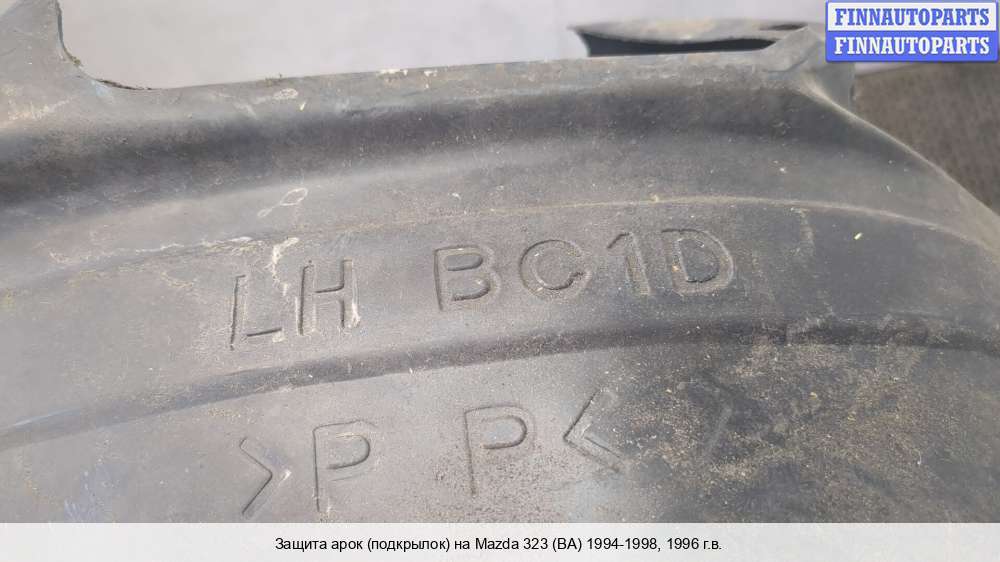 FINNAUTOPARTS
FINNAUTOPARTS
LH BC1D
>P P<
Защита арок (подкрылок) на Mazda 323 (BA) 1994-1998, 1996 г.в.